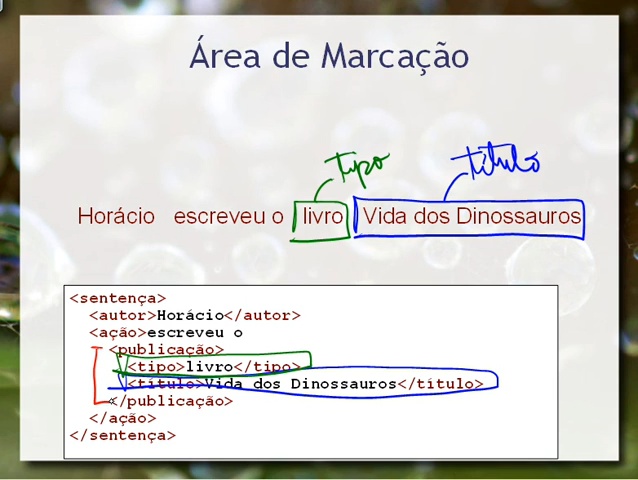 Área de Marcação
tipo título
Horácio escreveu o livro Vida dos Dinossauros
<sentença>
<autor>Horácio</autor>
<ação>escreveu o
<publicação>
<tipo>livro</tipo>
<título>Vida dos Dinossauros</título>
</publicação>
</ação>
</sentença>